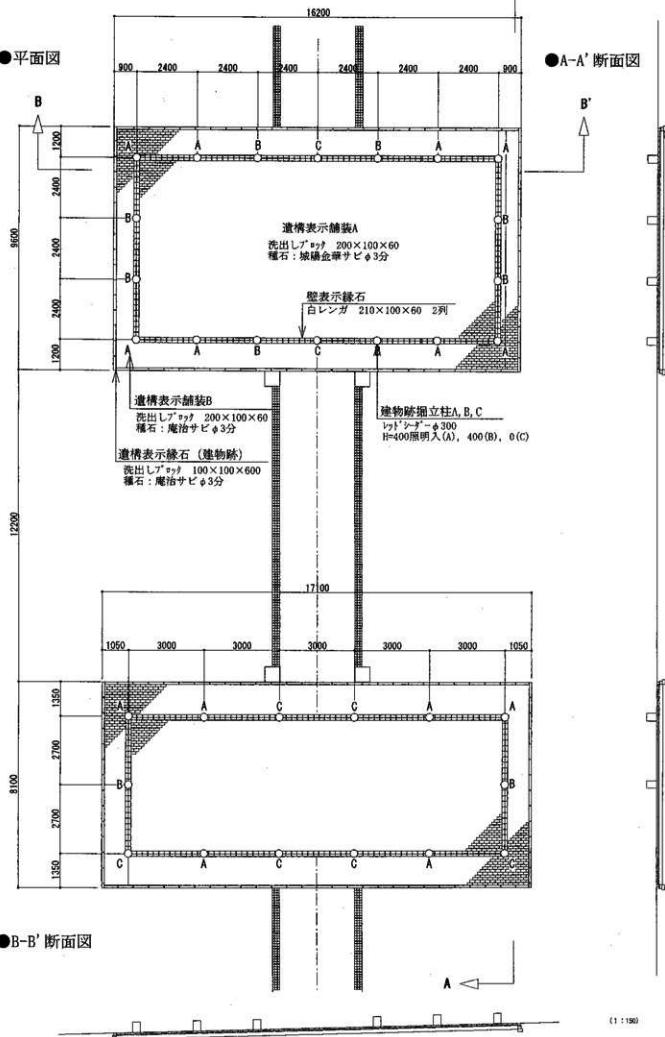 16200
●平面図
●A-A' 断面図
900 2400 2400 2400 2400 2400 2400 900
B B'
1200
2400
2400
2400
1200
9600
A A B C B A A
B B
B B
A A B C B A A
遺構表示舗装A
洗出しブロック 200×100×60
種石：城陽金華サビφ3分
壁表示縁石
白レンガ 210×100×60 2列
遺構表示舗装B
洗出しブロック 200×100×60
種石：庵治サビφ3分
遺構表示縁石（建物跡）
洗出しブロック 100×100×600
種石：庵治サビφ3分
建物跡掘立柱A, B, C
レッドシーダーφ300
H=400照明入(A), 400(B), 0(C)
12200
17100
1050 3000 3000 3000 3000 3000 1050
1350
2700
2700
1350
8100
A A C C A A
B B
C A C C A C
●B-B' 断面図
A
(1:150)